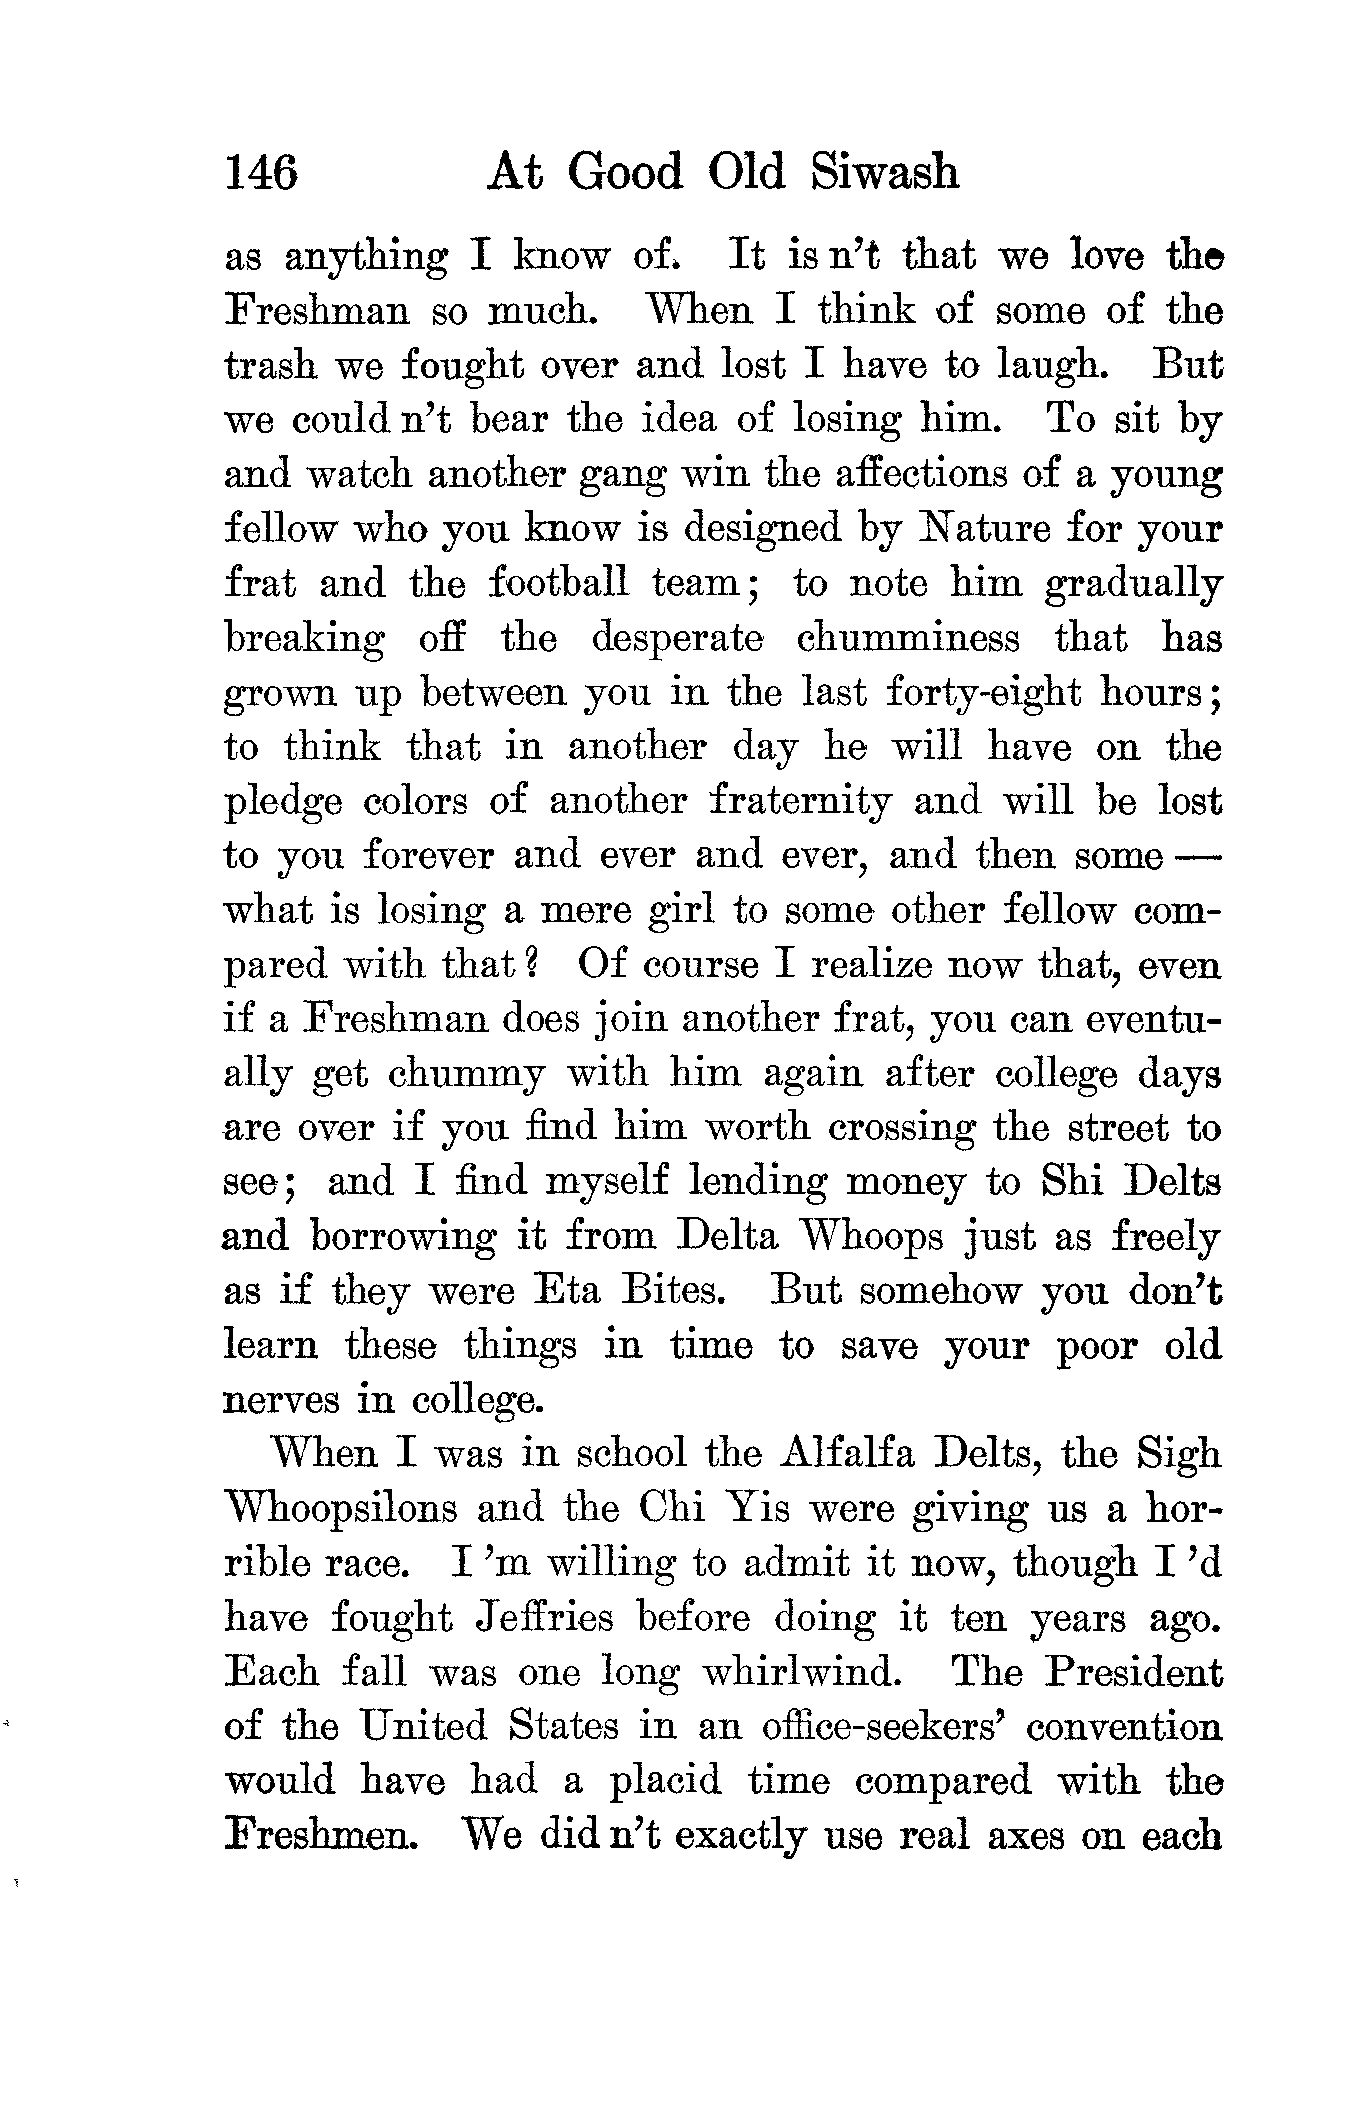 146 At Good Old Siwash
as anything I know of. It is n't that we love the
Freshman so much. When I think of some of the
trash we fought over and lost I have to laugh. But
we could n't bear the idea of losing him. To sit by
and watch another gang win the affections of a young
fellow who you know is designed by Nature for your
frat and the football team; to note him gradually
breaking off the desperate chumminess that has
grown up between you in the last forty-eight hours;
to think that in another day he will have on the
pledge colors of another fraternity and will be lost
to you forever and ever and ever, and then some —
what is losing a mere girl to some other fellow com-
pared with that? Of course I realize now that, even
if a Freshman does join another frat, you can eventu-
ally get chummy with him again after college days
are over if you find him worth crossing the street to
see; and I find myself lending money to Shi Delts
and borrowing it from Delta Whoops just as freely
as if they were Eta Bites. But somehow you don't
learn these things in time to save your poor old
nerves in college.
When I was in school the Alfalfa Delts, the Sigh
Whoopsilons and the Chi Yis were giving us a hor-
rible race. I 'm willing to admit it now, though I 'd
have fought Jeffries before doing it ten years ago.
Each fall was one long whirlwind. The President
of the United States in an office-seekers' convention
would have had a placid time compared with the
Freshmen. We did n't exactly use real axes on each